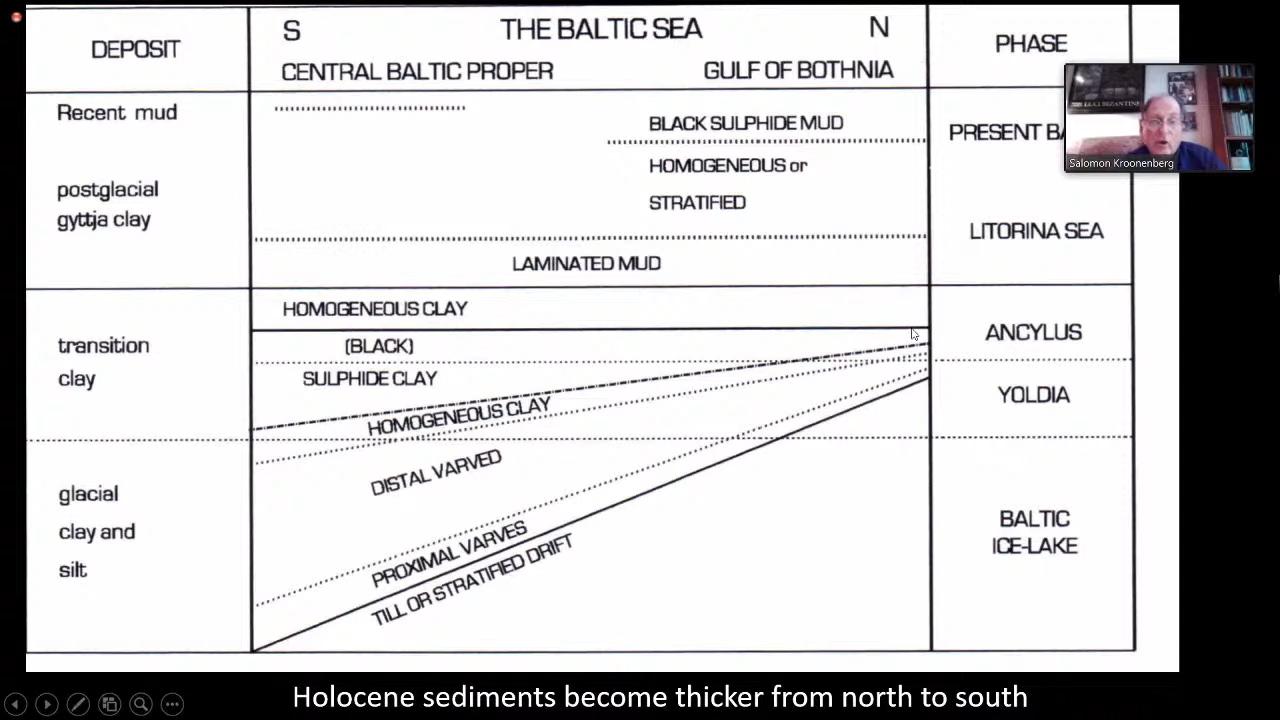 DEPOSIT
S
THE BALTIC SEA
N
CENTRAL BALTIC PROPER
GULF OF BOTHNIA
PHASE
Recent mud
BLACK SULPHIDE MUD
PRESENT
Salomon Kroonenberg
HOMOGENEOUS or
STRATIFIED
postglacial
gyttja clay
LITORINA SEA
LAMINATED MUD
HOMOGENEOUS CLAY
transition
clay
(BLACK)
SULPHIDE CLAY
ANCYLUS
YOLDIA
HOMOGENEOUS CLAY
DISTAL VARVED
glacial
clay and
silt
PROXIMAL VARVES
TILL OR STRATIFIED DRIFT
BALTIC
ICE-LAKE
Holocene sediments become thicker from north to south